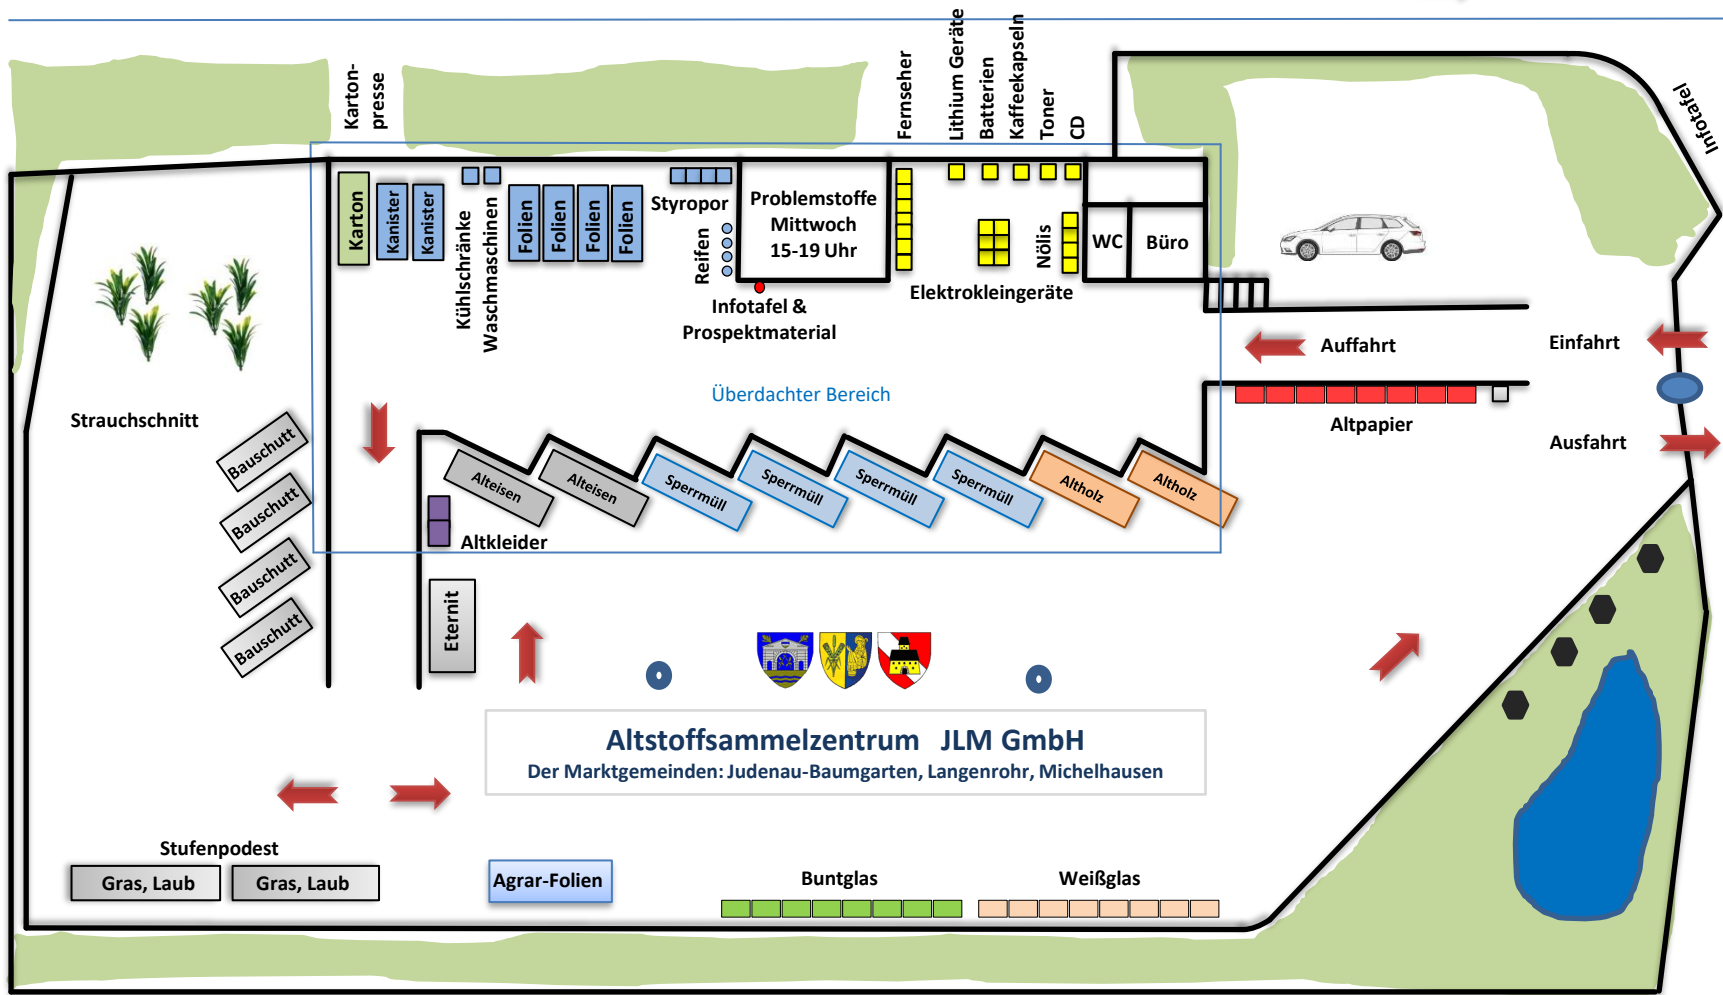 Karton-
presse
Fernseher
Lithium Geräte
Batterien
Kaffeekapseln
Toner
CD
Infotafel
Karton
Kanister
Kanister
Kühlschränke
Waschmaschinen
Folien
Folien
Folien
Folien
Styropor
Reifen
Problemstoffe
Mittwoch
15-19 Uhr
Infotafel &
Prospektmaterial
Nölis
Elektrokleingeräte
WC
Büro
Auffahrt
Einfahrt
Überdachter Bereich
Altpapier
Ausfahrt
Strauchschnitt
Bauschutt
Bauschutt
Bauschutt
Bauschutt
Alteisen
Alteisen
Sperrmüll
Sperrmüll
Sperrmüll
Sperrmüll
Altholz
Altholz
Altkleider
Eternit
Altstoffsammelzentrum JLM GmbH
Der Marktgemeinden: Judenau-Baumgarten, Langenrohr, Michelhausen
Stufenpodest
Gras, Laub
Gras, Laub
Agrar-Folien
Buntglas
Weißglas